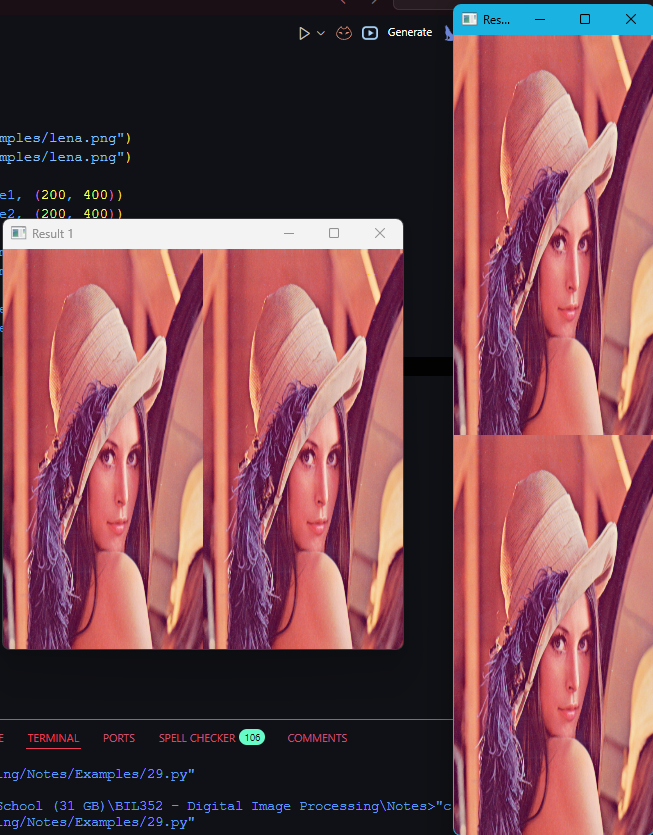 Generate
Res...
mples/lena.png")
mples/lena.png")
e1, (200, 400))
e2, (200, 400))
Result 1
TERMINAL PORTS SPELL CHECKER 106 COMMENTS
ing/Notes/Examples/29.py"
School (31 GB)\BIL352 - Digital Image Processing\Notes>"c
ing/Notes/Examples/29.py"